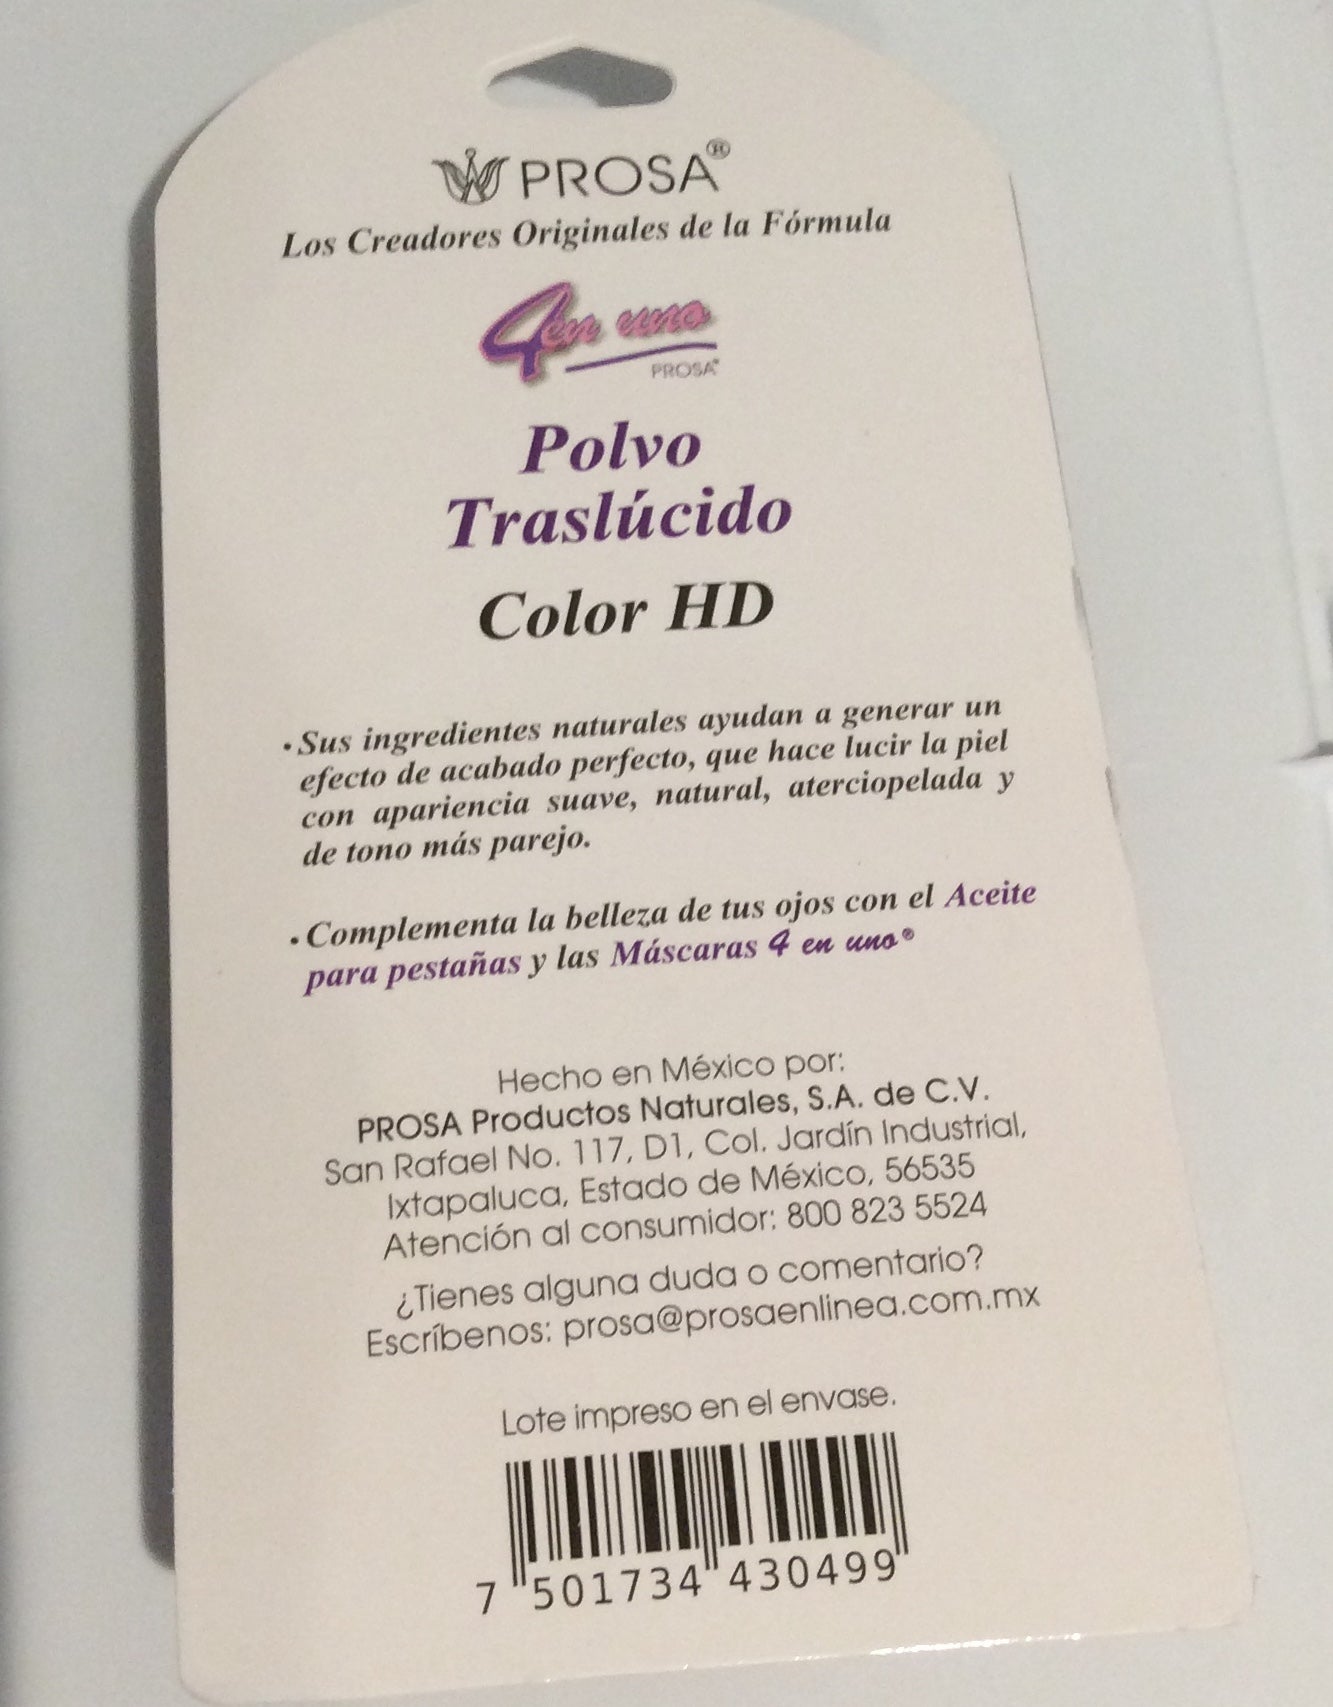 PROSA®
Los Creadores Originales de la Fórmula
4 en uno
PROSA®
Polvo
Traslúcido
Color HD
• Sus ingredientes naturales ayudan a generar un
efecto de acabado perfecto, que hace lucir la piel
con apariencia suave, natural, aterciopelada y
de tono más parejo.
• Complementa la belleza de tus ojos con el Aceite
para pestañas y las Máscaras 4 en uno®
Hecho en México por:
PROSA Productos Naturales, S.A. de C.V.
San Rafael No. 117, D1, Col. Jardín Industrial,
Ixtapaluca, Estado de México, 56535
Atención al consumidor: 800 823 5524
¿Tienes alguna duda o comentario?
Escríbenos: prosa@prosaenlinea.com.mx
Lote impreso en el envase.
7 501734 430499